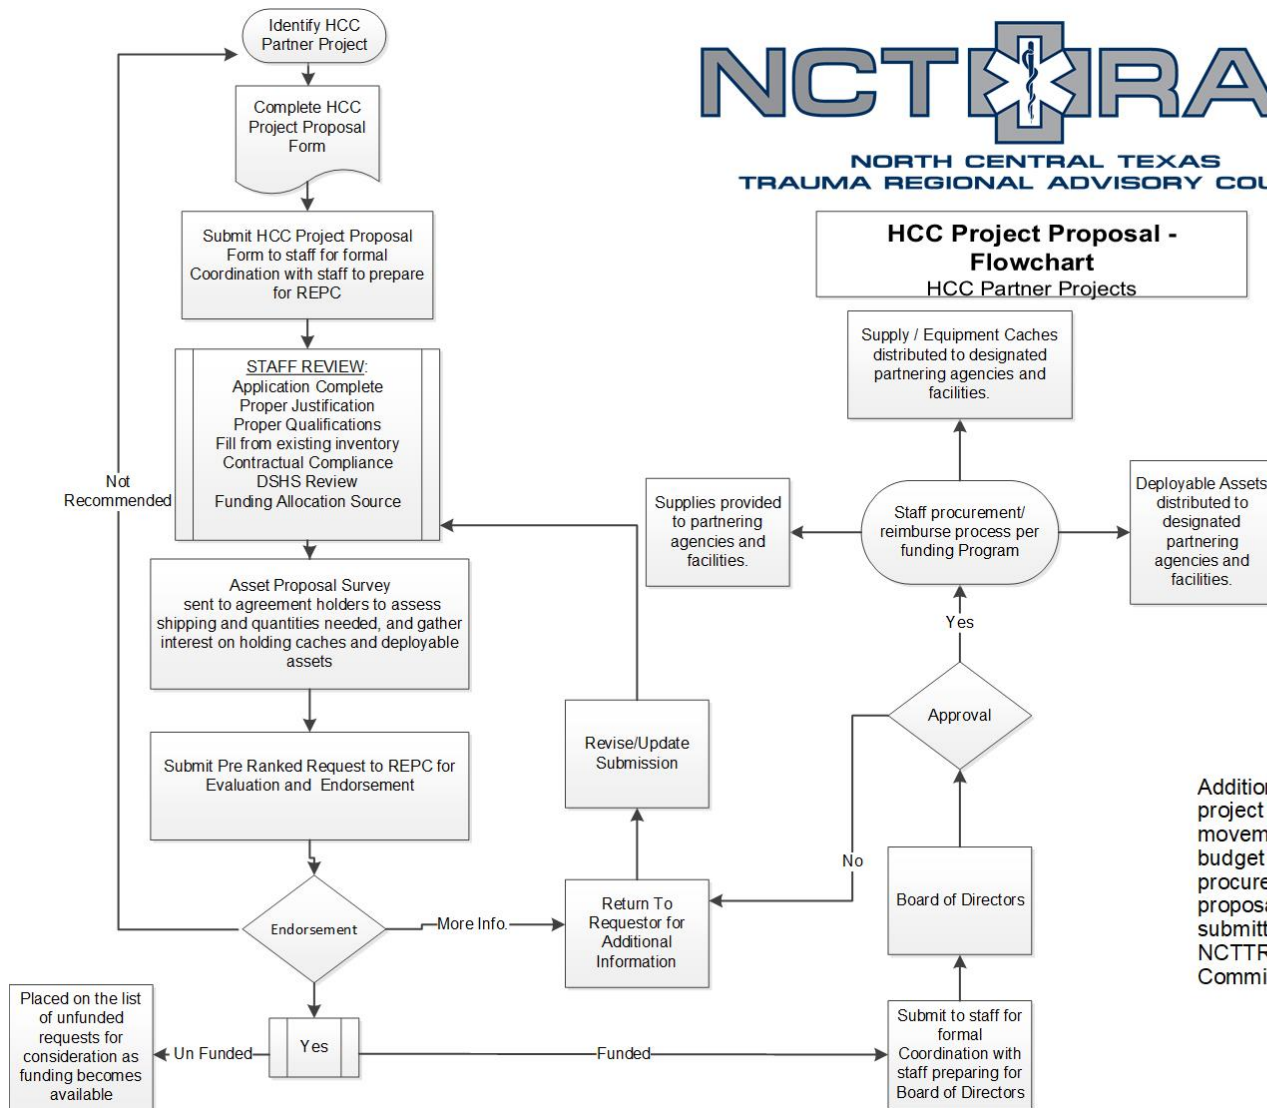 Identify HCC
Partner Project
Complete HCC
Project Proposal
Form
Submit HCC Project Proposal
Form to staff for formal
Coordination with staff to prepare
for REPC
STAFF REVIEW:
Application Complete
Proper Justification
Proper Qualifications
Fill from existing inventory
Contractual Compliance
DSHS Review
Funding Allocation Source
Not
Recommended
Asset Proposal Survey
sent to agreement holders to assess
shipping and quantities needed, and gather
interest on holding caches and deployable
assets
Submit Pre Ranked Request to REPC for
Evaluation and Endorsement
Endorsement
More Info.
Return To
Requestor for
Additional
Information
Revise/Update
Submission
Yes
Un Funded
Placed on the list
of unfunded
requests for
consideration as
funding becomes
available
Funded
Submit to staff for
formal
Coordination with
staff preparing for
Board of Directors
Board of Directors
Approval
No
Yes
Staff procurement/
reimburse process per
funding Program
Supplies provided
to partnering
agencies and
facilities.
Supply / Equipment Caches
distributed to designated
partnering agencies and
facilities.
Deployable Assets
distributed to
designated
partnering
agencies and
facilities.
NCT RA
NORTH CENTRAL TEXAS
TRAUMA REGIONAL ADVISORY COU
HCC Project Proposal -
Flowchart
HCC Partner Projects
Addition
project
movem
budget
procure
proposa
submitt
NCTTR
Commi